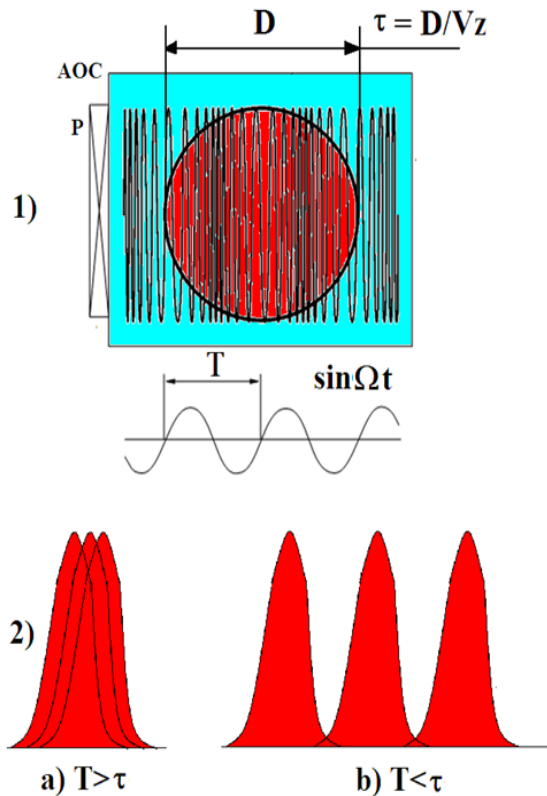 D
τ = D/Vz
AOC
P
1)
T
sinΩt
2)
a) T>τ
b) T<τ